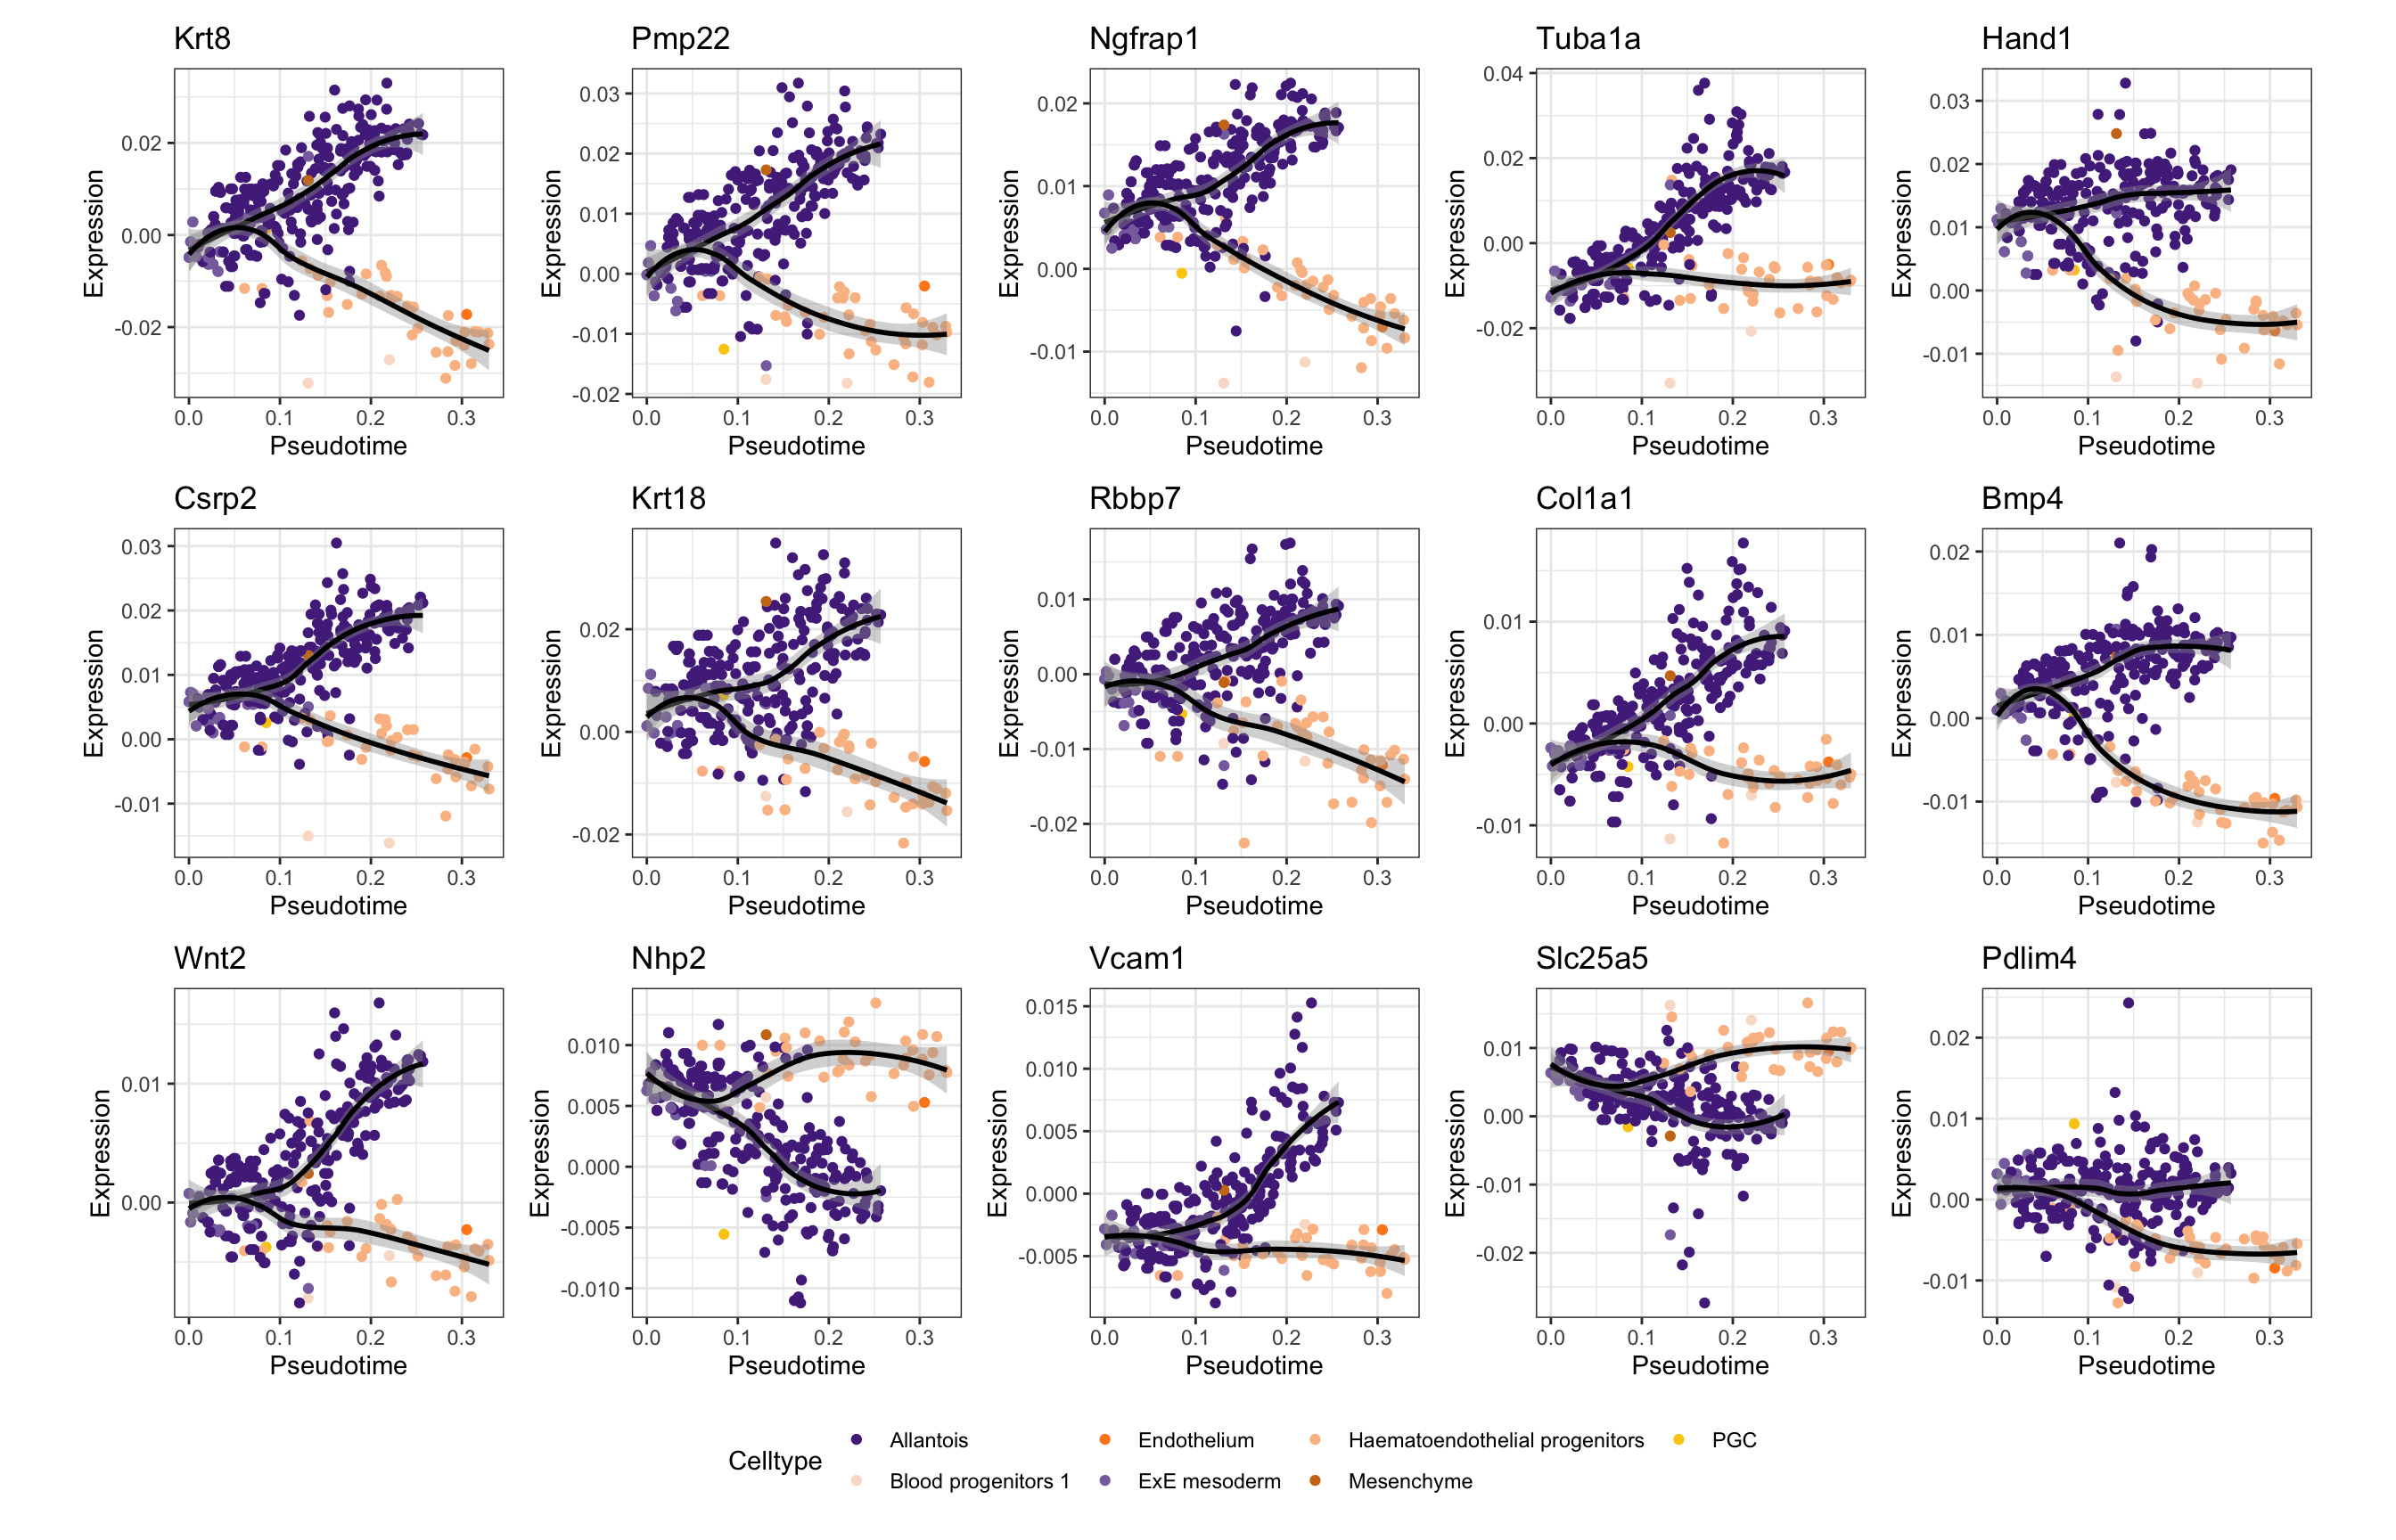 Krt8 Pmp22 Ngfrap1 Tuba1a Hand1
0.02 0.00 -0.02 0.03 0.02 0.01 0.00 -0.01 -0.02 0.02 0.01 0.00 -0.01 0.04 0.02 0.00 -0.02 0.03 0.02 0.01 0.00 -0.01
Expression Expression Expression Expression Expression
0.0 0.1 0.2 0.3 0.0 0.1 0.2 0.3 0.0 0.1 0.2 0.3 0.0 0.1 0.2 0.3 0.0 0.1 0.2 0.3
Pseudotime Pseudotime Pseudotime Pseudotime Pseudotime
Csrp2 Krt18 Rbbp7 Col1a1 Bmp4
0.03 0.02 0.01 0.00 -0.01 0.02 0.00 -0.02 0.01 0.00 -0.01 -0.02 0.01 0.00 -0.01 0.02 0.01 0.00 -0.01
Expression Expression Expression Expression Expression
0.0 0.1 0.2 0.3 0.0 0.1 0.2 0.3 0.0 0.1 0.2 0.3 0.0 0.1 0.2 0.3 0.0 0.1 0.2 0.3
Pseudotime Pseudotime Pseudotime Pseudotime Pseudotime
Wnt2 Nhp2 Vcam1 Slc25a5 Pdlim4
0.01 0.00 0.010 0.005 0.000 -0.005 -0.010 0.015 0.010 0.005 0.000 -0.005 0.01 0.00 -0.01 -0.02 0.02 0.01 0.00 -0.01
Expression Expression Expression Expression Expression
0.0 0.1 0.2 0.3 0.0 0.1 0.2 0.3 0.0 0.1 0.2 0.3 0.0 0.1 0.2 0.3 0.0 0.1 0.2 0.3
Pseudotime Pseudotime Pseudotime Pseudotime Pseudotime
Celltype
Allantois Endothelium Haematoendothelial progenitors PGC
Blood progenitors 1 ExE mesoderm Mesenchyme